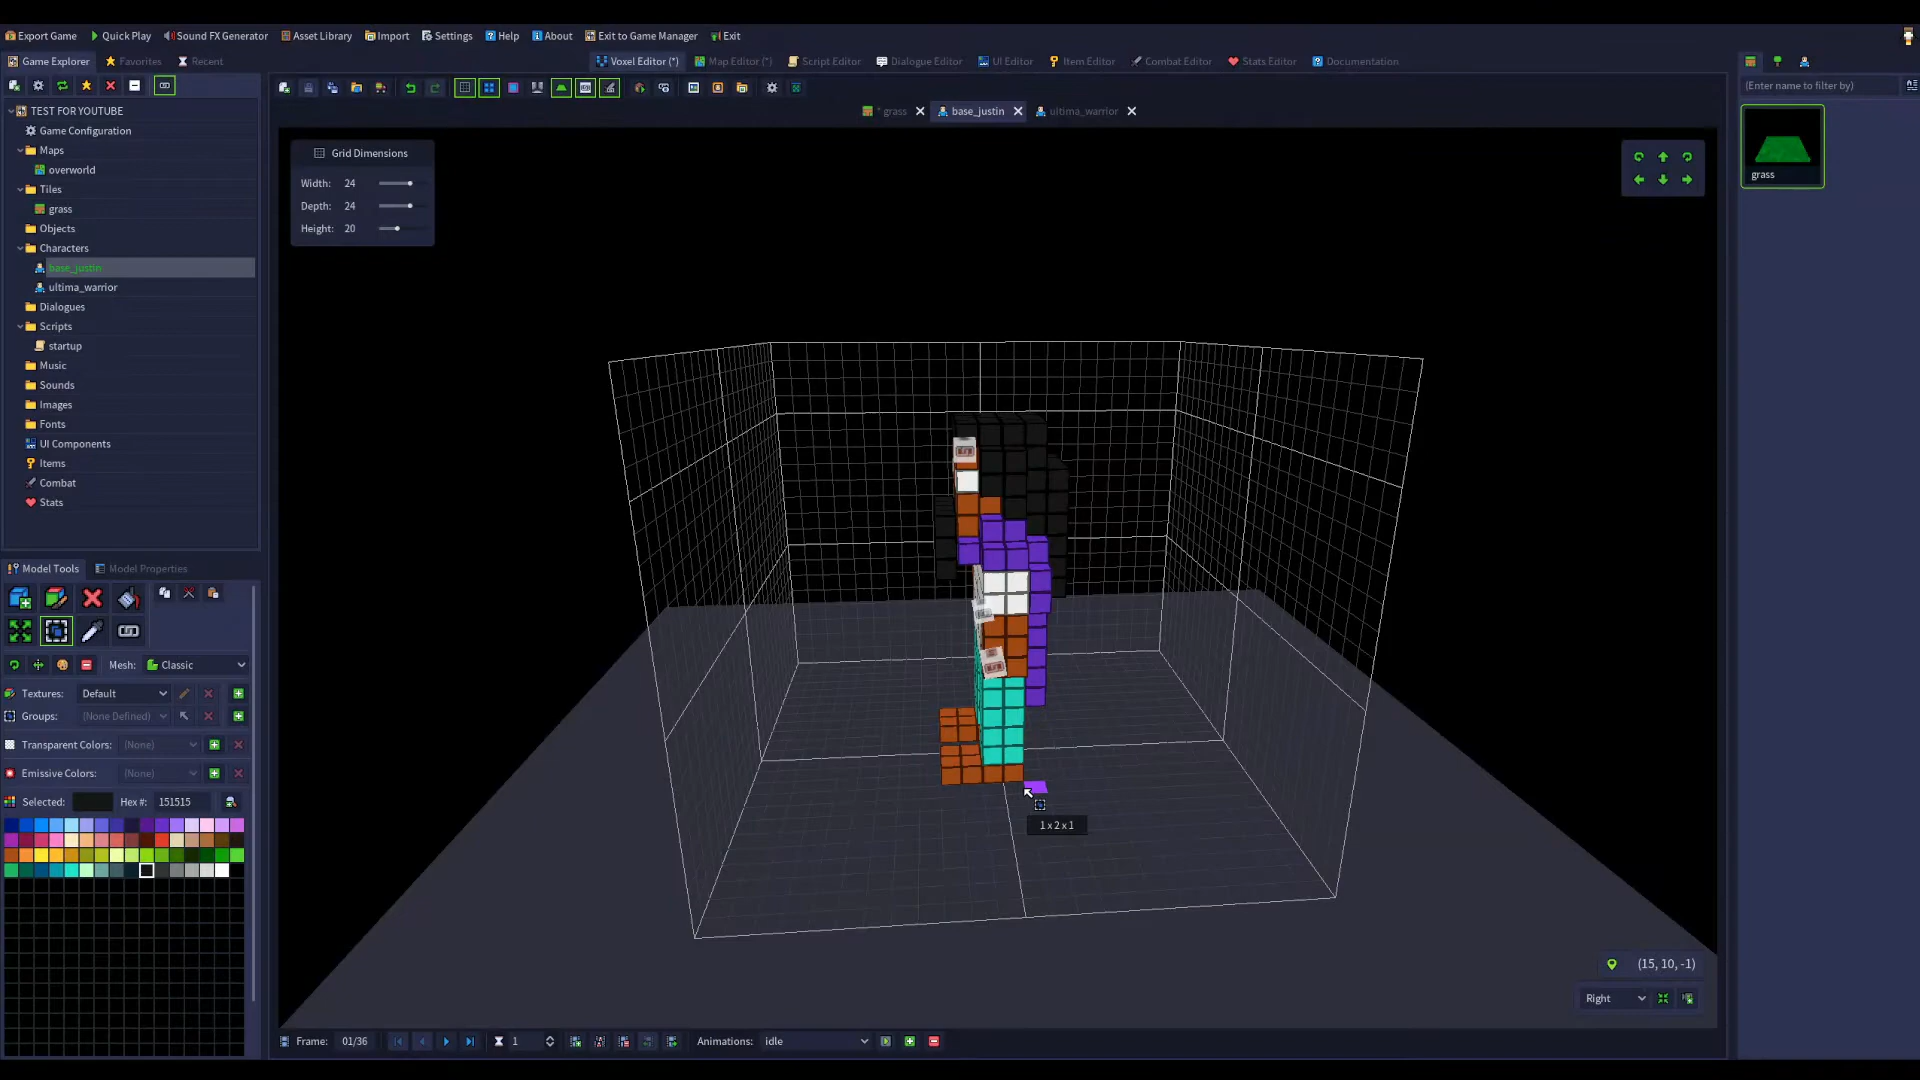 Export Game Quick Play Sound FX Generator Asset Library Import Settings Help About Exit to Game Manager Exit
Game Explorer Favorites Recent Voxel Editor (*) Map Editor (*) Script Editor Dialogue Editor UI Editor Item Editor Combat Editor Stats Editor Documentation
(Enter name to filter by)
* grass base_justin ultima_warrior
TEST FOR YOUTUBE
Game Configuration
Maps
overworld
Tiles
grass
Objects
Characters
base_justin
ultima_warrior
Dialogues
Scripts
startup
Music
Sounds
Images
Fonts
UI Components
Items
Combat
Stats
Grid Dimensions
Width: 24
Depth: 24
Height: 20
grass
Model Tools Model Properties
Mesh: Classic
Textures: Default
Groups: (None Defined)
Transparent Colors: (None)
Emissive Colors: (None)
Selected: Hex #: 151515
1x2x1
(15, 10, -1)
Right
Frame: 01/36 1 Animations: idle